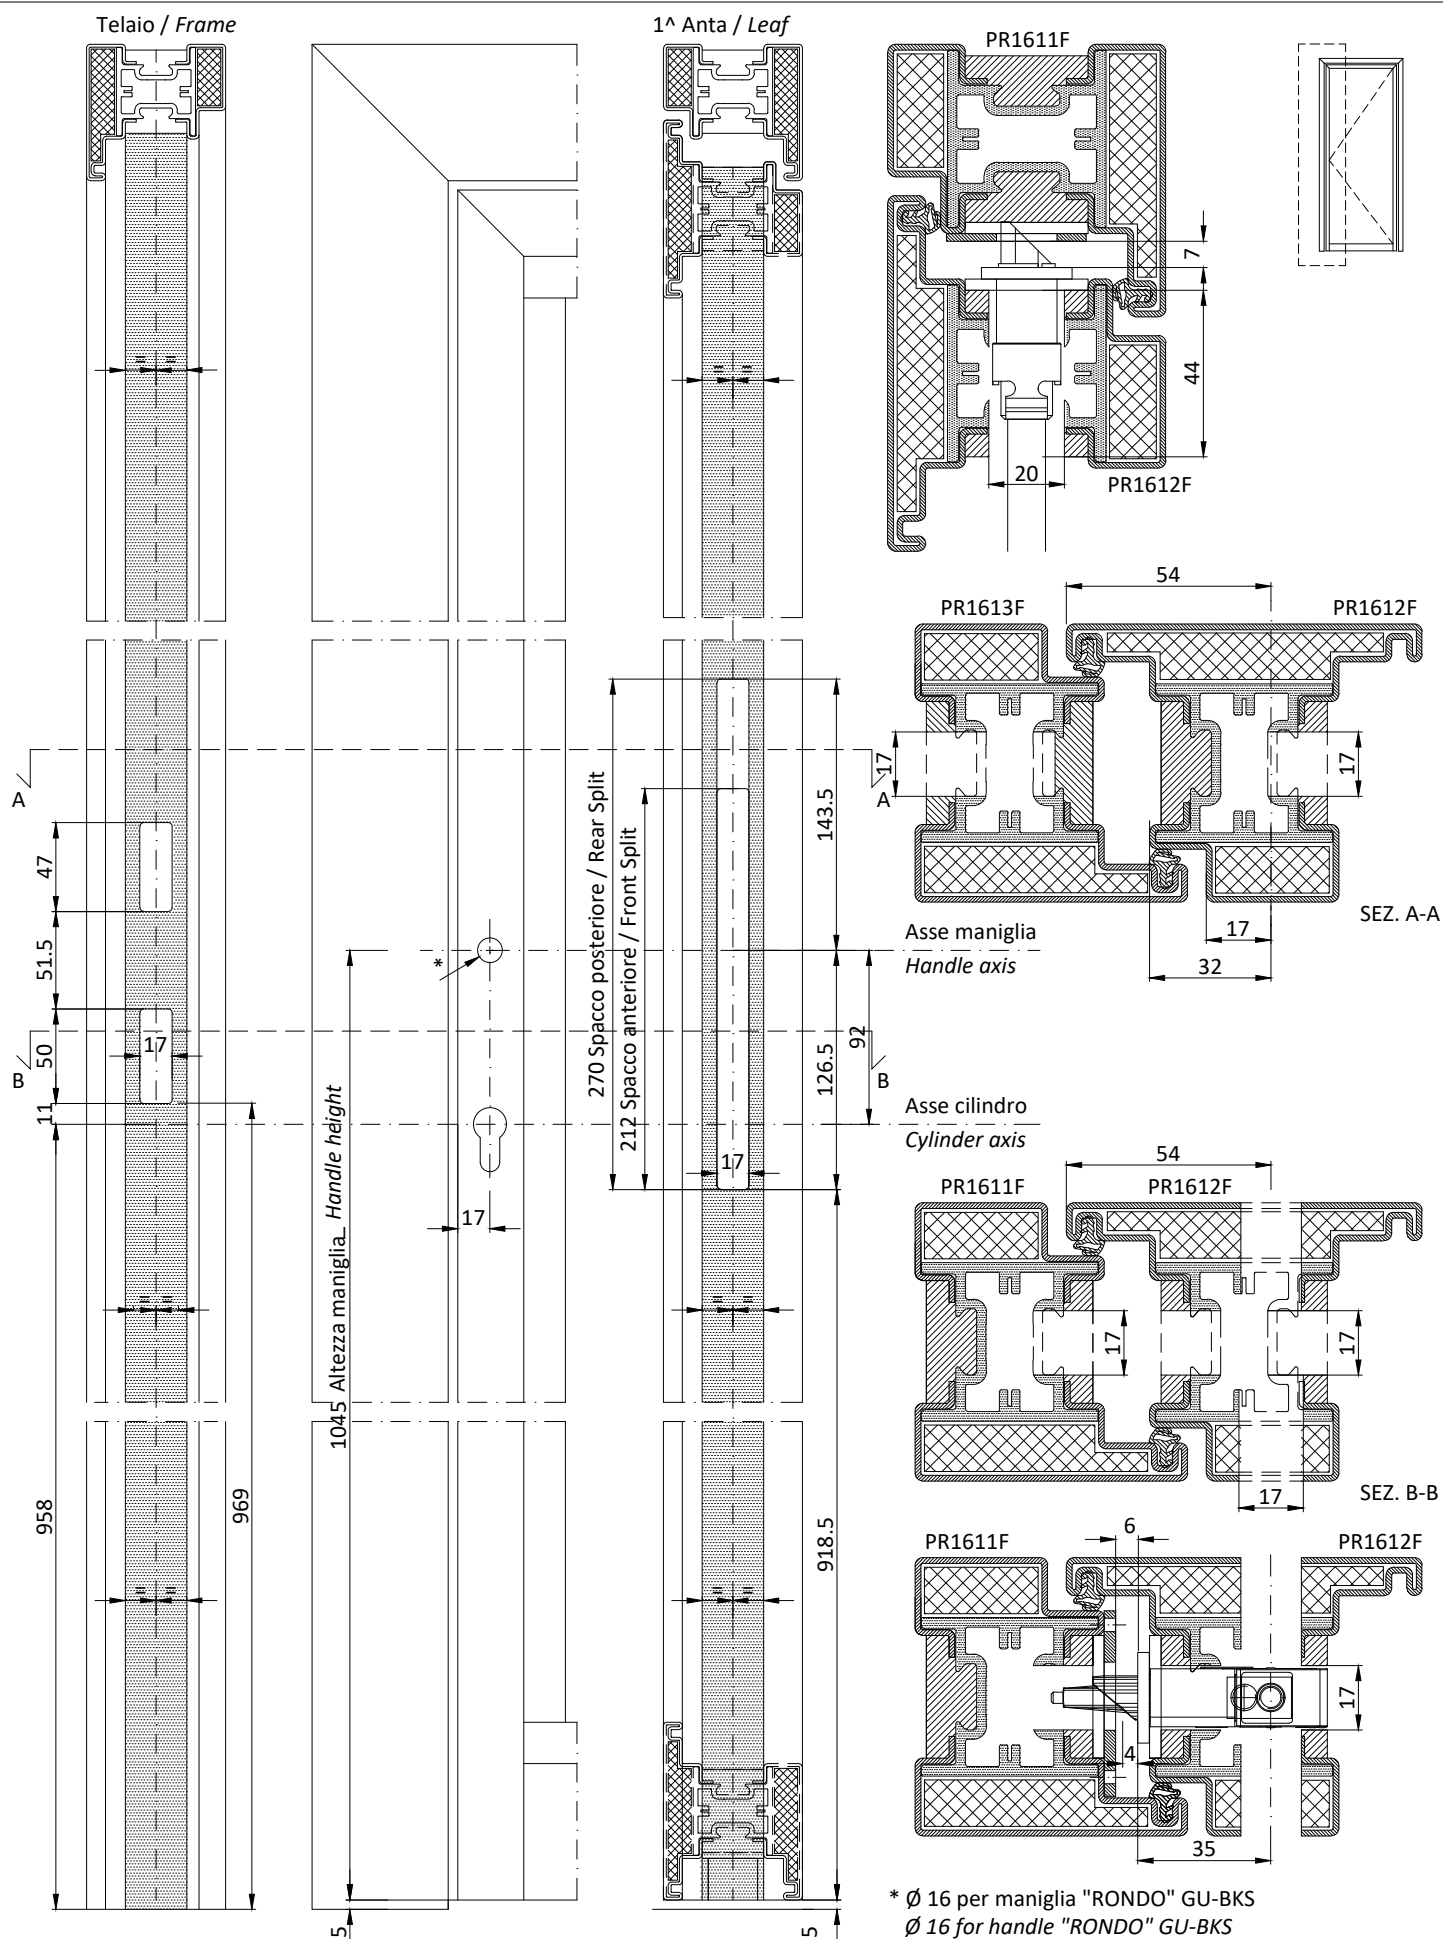 Telaio / Frame
1^ Anta / Leaf
PR1611F
7
44
20
PR1612F
=
=
=
=
54
PR1613F
PR1612F
17
17
A
A
47
51.5
50
17
B
B
11
*
270 Spacco posteriore / Rear Split
212 Spacco anteriore / Front Split
143.5
126.5
92
17
17
SEZ. A-A
17
32
Asse maniglia
Handle axis
Asse cilindro
Cylinder axis
54
PR1611F
PR1612F
17
17
17
SEZ. B-B
=
=
=
=
1045 Altezza maniglia Handle height
958
969
918.5
=
=
=
=
6
PR1611F
PR1612F
17
4
35
5
5
* Ø 16 per maniglia "RONDO" GU-BKS
Ø 16 for handle "RONDO" GU-BKS